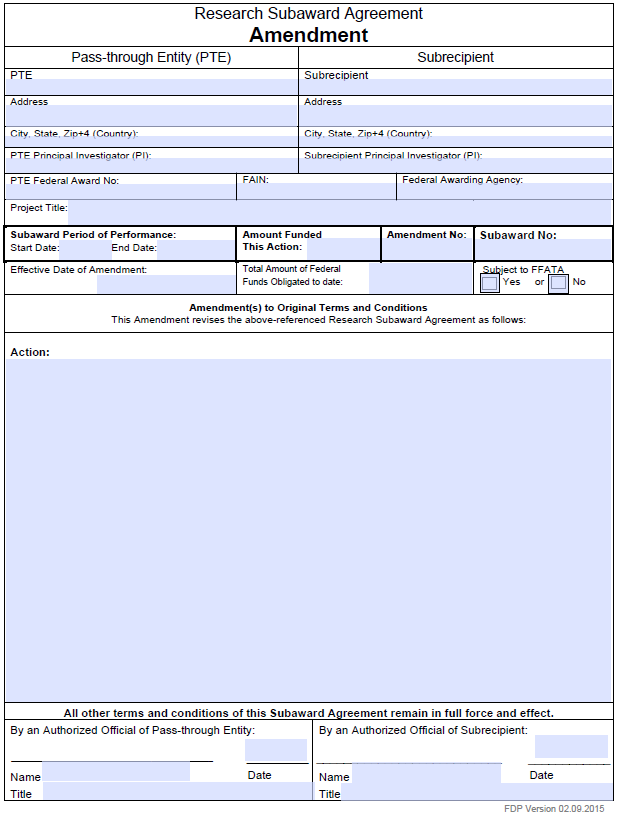 Research Subaward Agreement
Amendment
Pass-through Entity (PTE) Subrecipient
PTE Subrecipient
Address Address
City, State, Zip+4 (Country): City, State, Zip+4 (Country):
PTE Principal Investigator (PI): Subrecipient Principal Investigator (PI):
PTE Federal Award No: FAIN: Federal Awarding Agency:
Project Title:
Subaward Period of Performance: Amount Funded Amendment No: Subaward No:
Start Date: End Date: This Action:
Effective Date of Amendment: Total Amount of Federal Subject to FFATA
Funds Obligated to date: Yes or No
Amendment(s) to Original Terms and Conditions
This Amendment revises the above-referenced Research Subaward Agreement as follows:
Action:
All other terms and conditions of this Subaward Agreement remain in full force and effect.
By an Authorized Official of Pass-through Entity: By an Authorized Official of Subrecipient:
Name Date Name Date
Title Title
FDP Version 02.09.2015